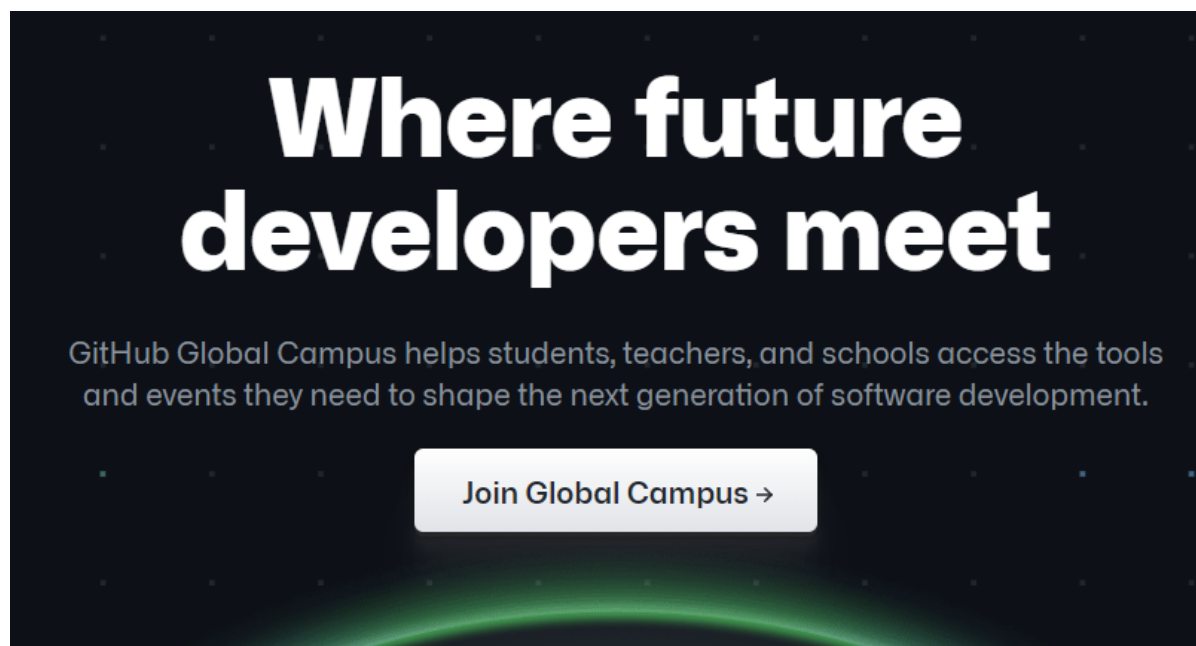 Where future
developers meet
GitHub Global Campus helps students, teachers, and schools access the tools
and events they need to shape the next generation of software development.
Join Global Campus →